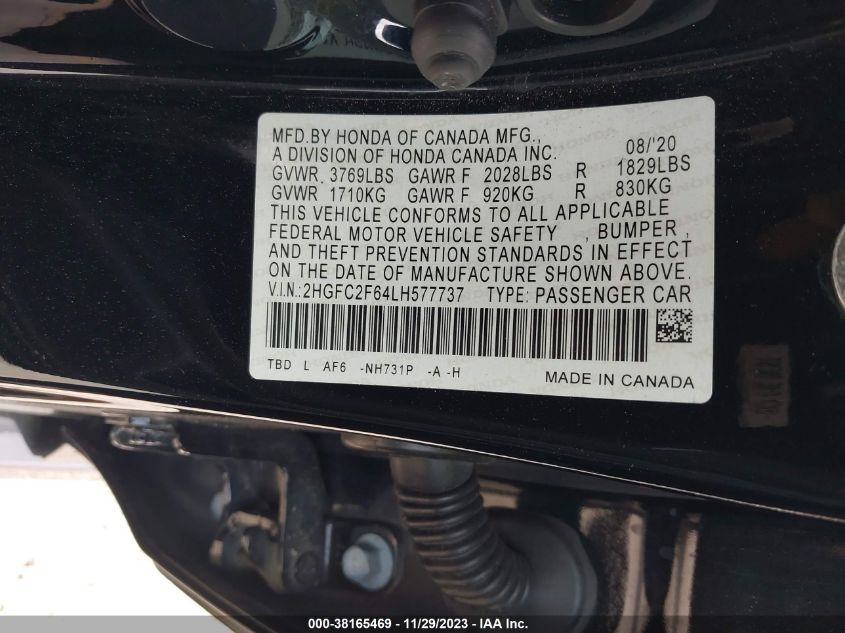 MFD.BY HONDA OF CANADA MFG.,
A DIVISION OF HONDA CANADA INC. 08/'20
GVWR 3769LBS GAWR F 2028LBS R 1829LBS
GVWR 1710KG GAWR F 920KG R 830KG
THIS VEHICLE CONFORMS TO ALL APPLICABLE
FEDERAL MOTOR VEHICLE SAFETY , BUMPER ,
AND THEFT PREVENTION STANDARDS IN EFFECT
ON THE DATE OF MANUFACTURE SHOWN ABOVE.
V.I.N.:2HGFC2F64LH577737 TYPE: PASSENGER CAR
TBD L AF6 -NH731P -A -H
MADE IN CANADA
000-38165469 - 11/29/2023 - IAA Inc.